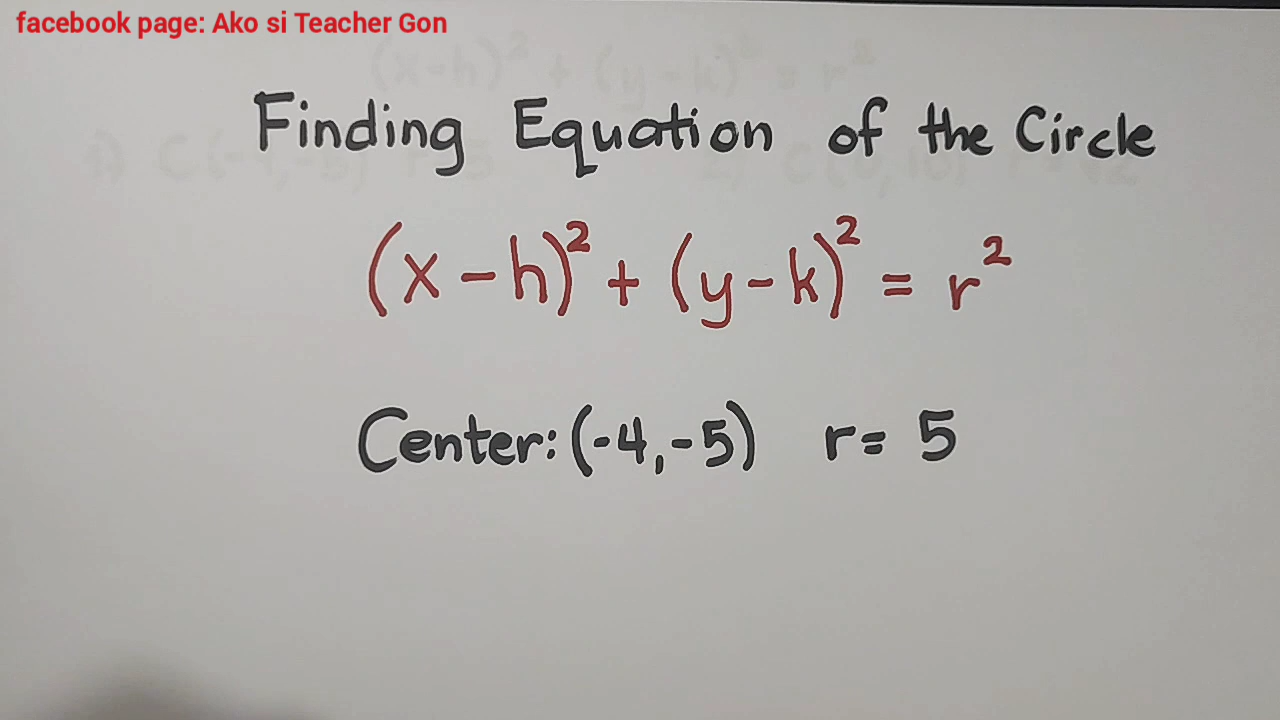 facebook page: Ako si Teacher Gon
Finding Equation of the Circle
(x-h)² + (y-k)² = r²
Center: (-4,-5) r= 5